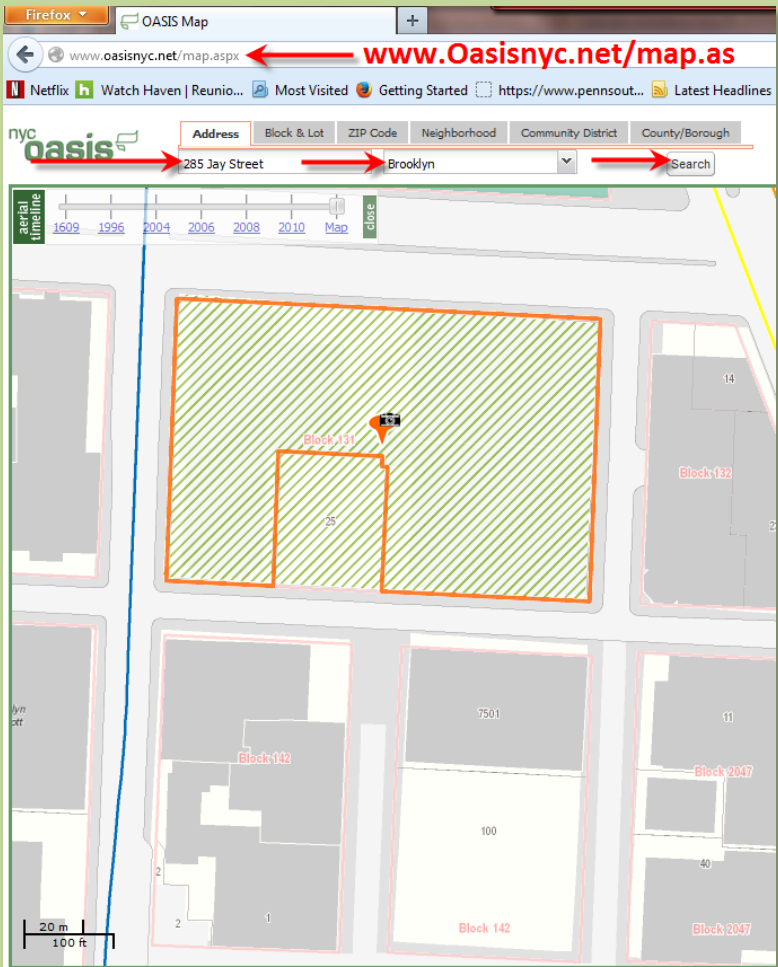 Firefox
OASIS Map
www.oasisnyc.net/map.aspx www.Oasisnyc.net/map.as
Netflix Watch Haven | Reunio... Most Visited Getting Started https://www.pennsout... Latest Headlines
nyc oasis
Address Block & Lot ZIP Code Neighborhood Community District County/Borough
285 Jay Street Brooklyn Search
aerial timeline
1609 1996 2004 2006 2008 2010 Map
close
14
Block 131
Block 132
25
2
lyn
ott
7501
11
Block 142
Block 2047
100
40
2
2
1
Block 142
Block 2047
20 m
100 ft